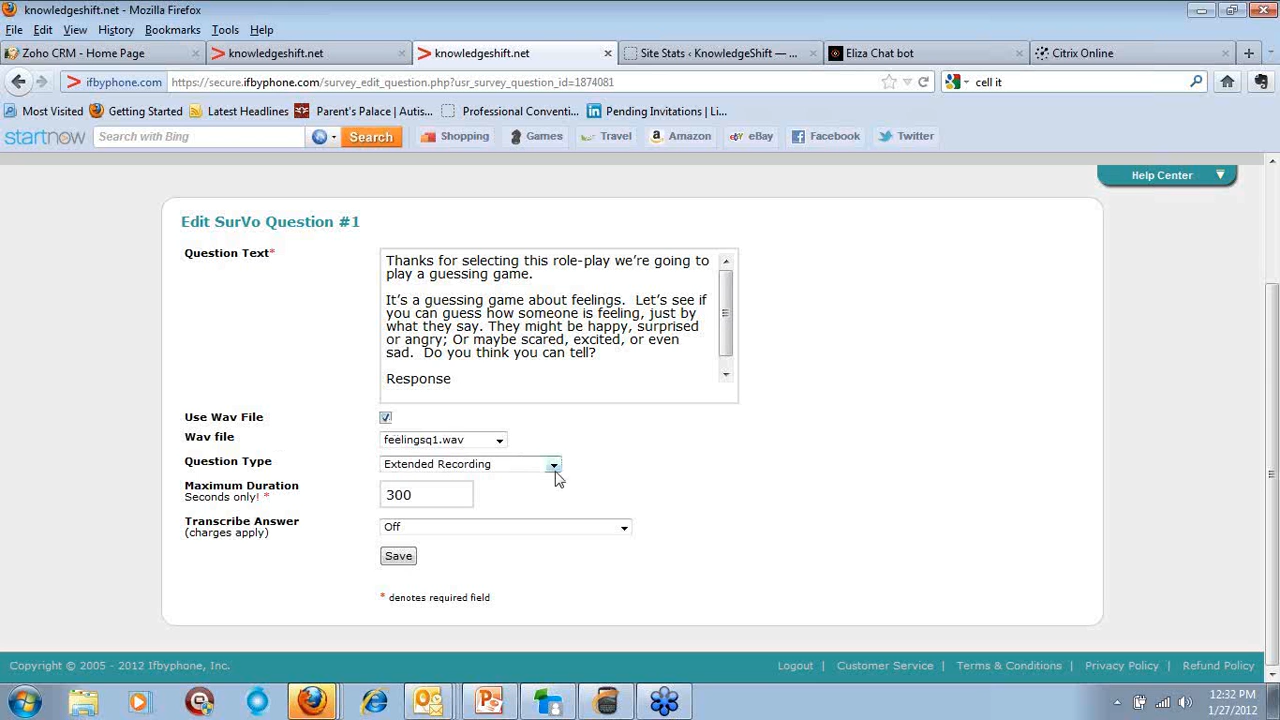 knowledgeshift.net - Mozilla Firefox
File Edit View History Bookmarks Tools Help
Zoho CRM - Home Page × knowledgeshift.net × knowledgeshift.net × Site Stats ‹ KnowledgeShift — ... × Eliza Chat bot × Citrix Online × +
ifbyphone.com https://secure.ifbyphone.com/survey_edit_question.php?usr_survey_question_id=1874081 cell it
Most Visited Getting Started Latest Headlines Parent's Palace | Autis... Professional Conventi... Pending Invitations | Li...
startnow Search with Bing Search Shopping Games Travel Amazon eBay Facebook Twitter
Help Center
Edit SurVo Question #1
Question Text*
Thanks for selecting this role-play we're going to
play a guessing game.
It's a guessing game about feelings. Let's see if
you can guess how someone is feeling, just by
what they say. They might be happy, surprised
or angry; Or maybe scared, excited, or even
sad. Do you think you can tell?
Response
Use Wav File
Wav file feelingsq1.wav
Question Type Extended Recording
Maximum Duration
Seconds only! * 300
Transcribe Answer
(charges apply) Off
Save
* denotes required field
Copyright © 2005 - 2012 Ifbyphone, Inc. Logout | Customer Service | Terms & Conditions | Privacy Policy | Refund Policy
12:32 PM
1/27/2012